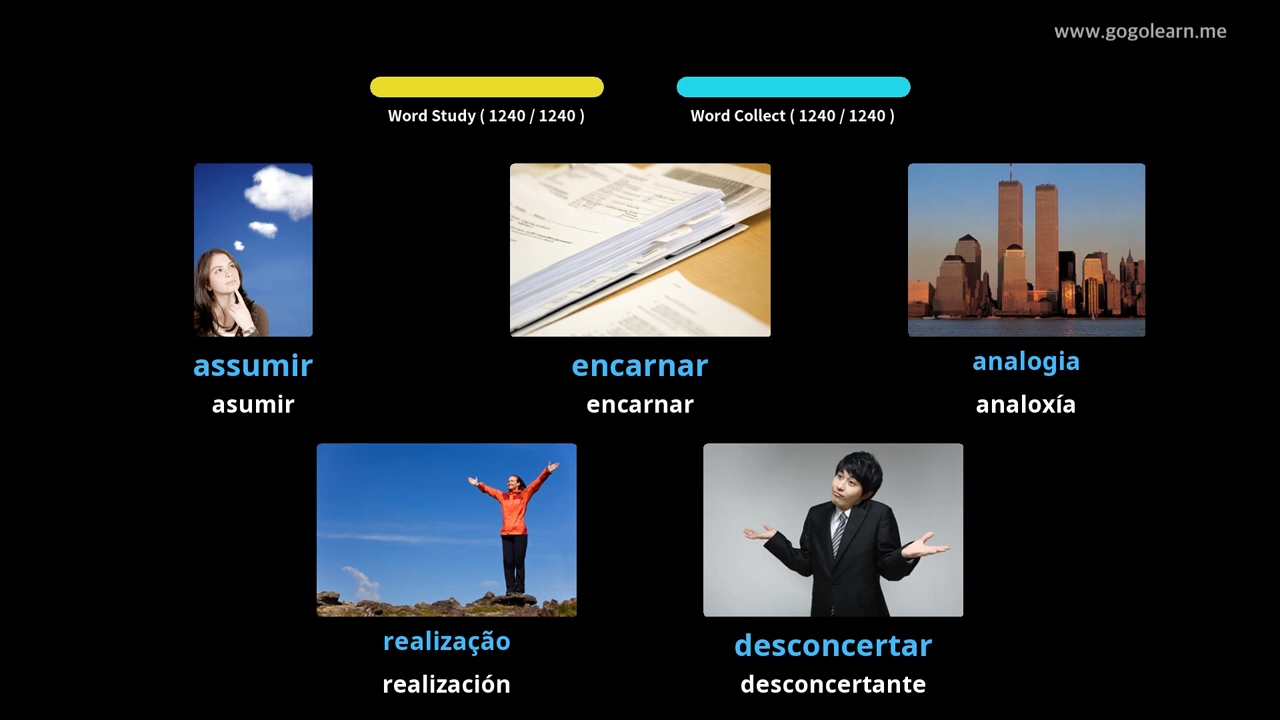 www.gogolearn.me
Word Study ( 1240 / 1240 )
Word Collect ( 1240 / 1240 )
assumir
asumir
encarnar
encarnar
analogia
analoxía
realização
realización
desconcertar
desconcertante